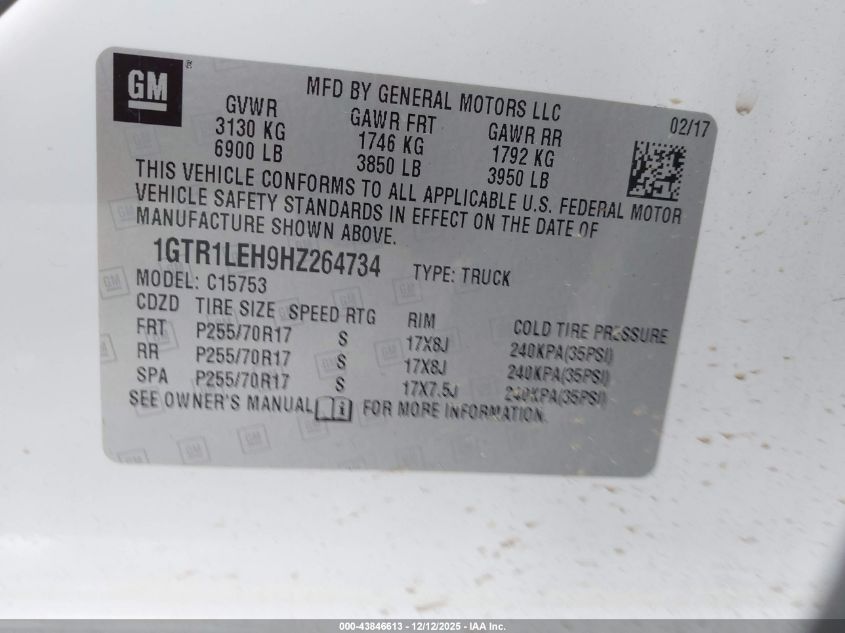 GM
MFD BY GENERAL MOTORS LLC
02/17
GVWR GAWR FRT GAWR RR
3130 KG 1746 KG 1792 KG
6900 LB 3850 LB 3950 LB
THIS VEHICLE CONFORMS TO ALL APPLICABLE U.S. FEDERAL MOTOR
VEHICLE SAFETY STANDARDS IN EFFECT ON THE DATE OF
MANUFACTURE SHOWN ABOVE.
1GTR1LEH9HZ264734 TYPE: TRUCK
MODEL: C15753
CDZD TIRE SIZE SPEED RTG RIM COLD TIRE PRESSURE
FRT P255/70R17 S 17X8J 240KPA(35PSI)
RR P255/70R17 S 17X8J 240KPA(35PSI)
SPA P255/70R17 S 17X7.5J 240KPA(35PSI)
SEE OWNER'S MANUAL FOR MORE INFORMATION.
000-43846613 - 12/12/2025 - IAA Inc.